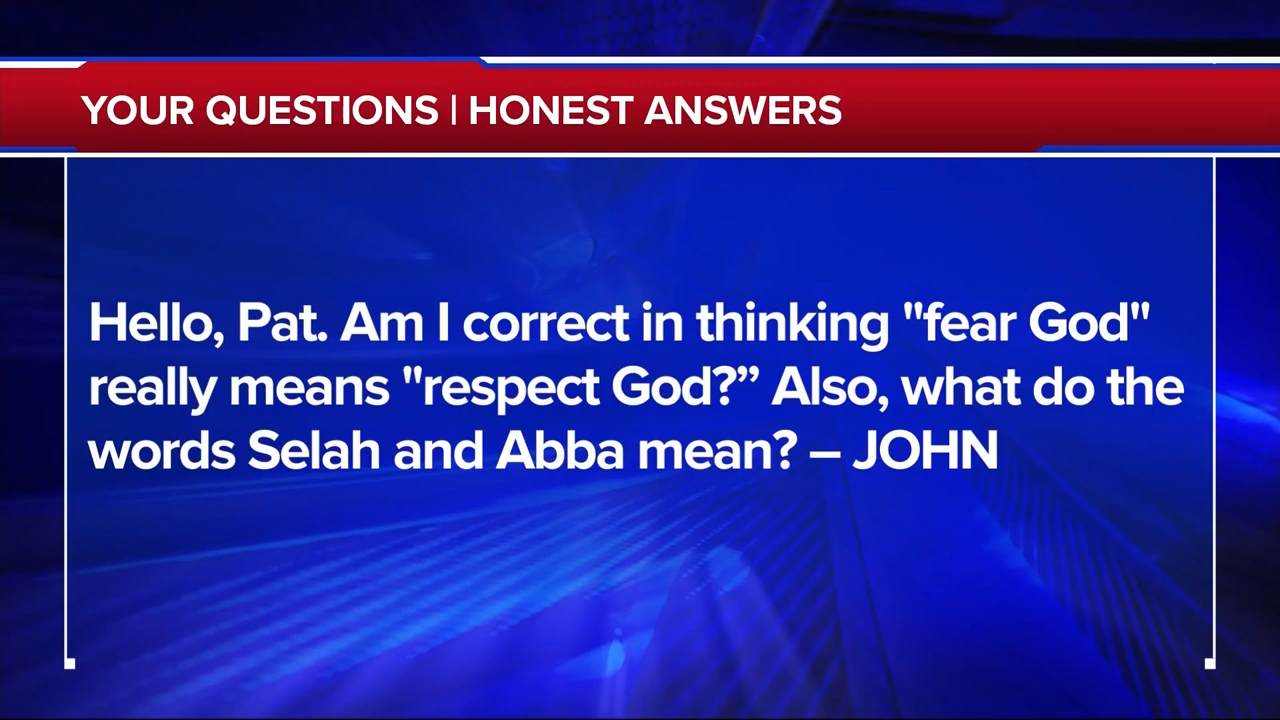 YOUR QUESTIONS | HONEST ANSWERS
Hello, Pat. Am I correct in thinking "fear God"
really means "respect God?” Also, what do the
words Selah and Abba mean? – JOHN